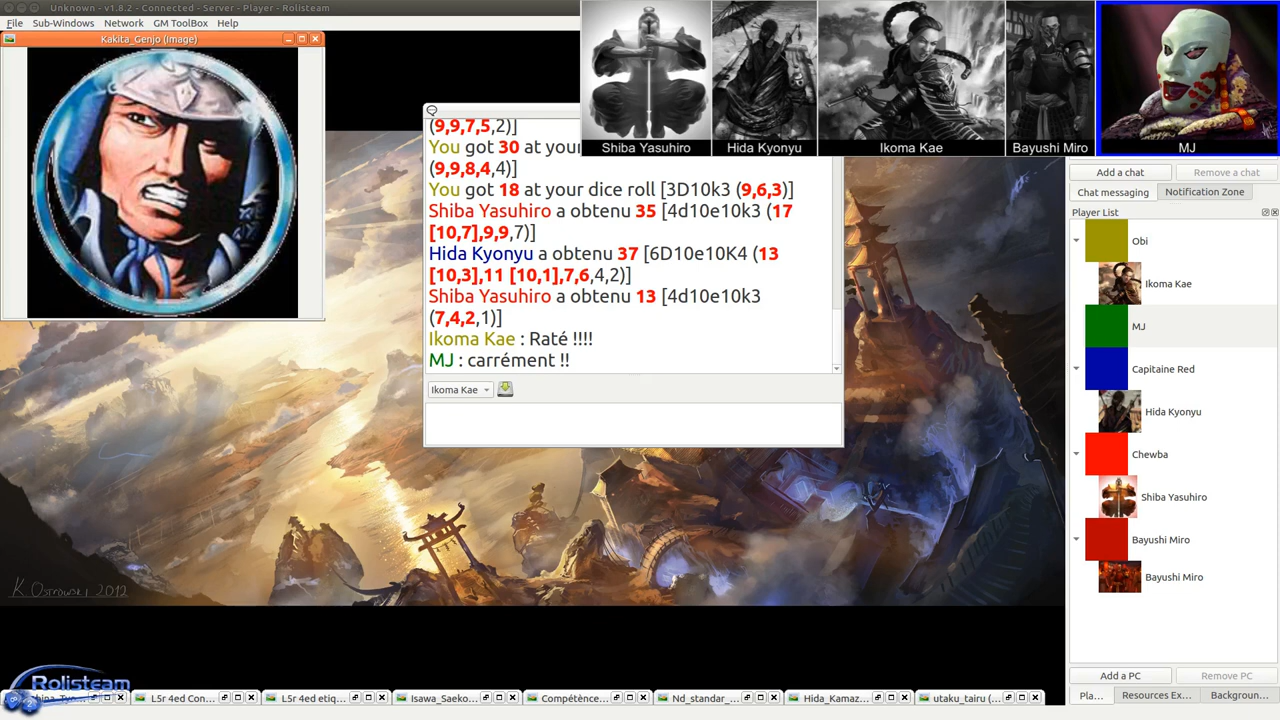 Unknown - v1.8.2 - Connected - Server - Player - Rolisteam
File Sub-Windows Network GM ToolBox Help
Kakita_Genjo (Image)
(9,9,7,5,2)]
You got 30 at your
(9,9,8,4,4)]
You got 18 at your dice roll [3D10k3 (9,6,3)]
Shiba Yasuhiro a obtenu 35 [4d10e10k3 (17
[10,7],9,9,7)]
Hida Kyonyu a obtenu 37 [6D10e10K4 (13
[10,3],11 [10,1],7,6,4,2)]
Shiba Yasuhiro a obtenu 13 [4d10e10k3
(7,4,2,1)]
Ikoma Kae : Raté !!!!
MJ : carrément !!
Ikoma Kae
Shiba Yasuhiro Hida Kyonyu Ikoma Kae Bayushi Miro MJ
Add a chat Remove a chat
Chat messaging Notification Zone
Player List
Obi
Ikoma Kae
MJ
Capitaine Red
Hida Kyonyu
Chewba
Shiba Yasuhiro
Bayushi Miro
Bayushi Miro
Add a PC Remove PC
Pla... Resources Ex... Backgroun...
K Ostrowski 2012
Rolisteam
L5r 4ed Con... L5r 4ed etiq... Isawa_Saeko... Compétènce... Nd_standar_... Hida_Kamaz... utaku_tairu (...